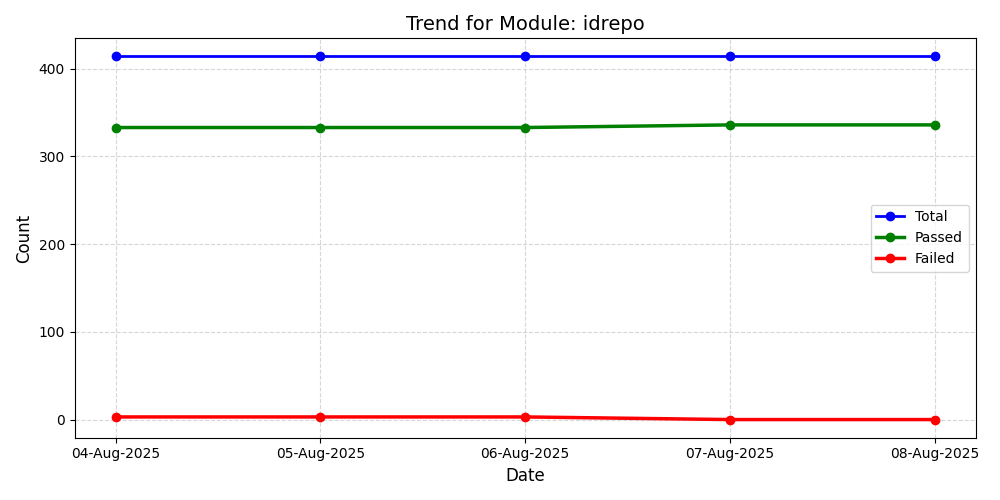 Trend for Module: idrepo
400
300
200
100
0
Count
Total
Passed
Failed
04-Aug-2025
05-Aug-2025
06-Aug-2025
07-Aug-2025
08-Aug-2025
Date